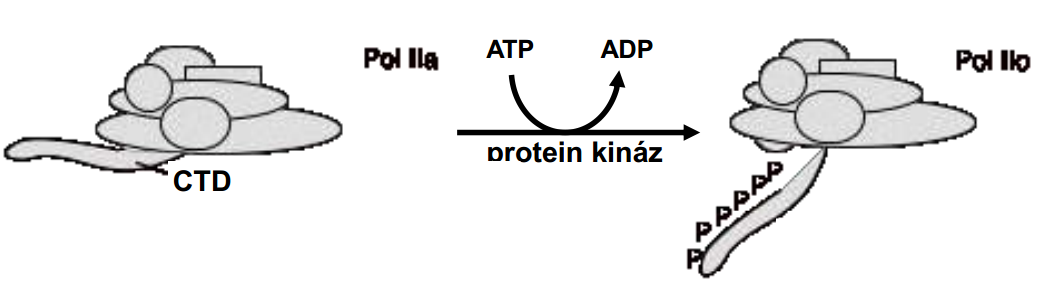 Pol IIa
ATP
ADP
Pol IIo
protein kináz
CTD
P
P
P
P
P
P